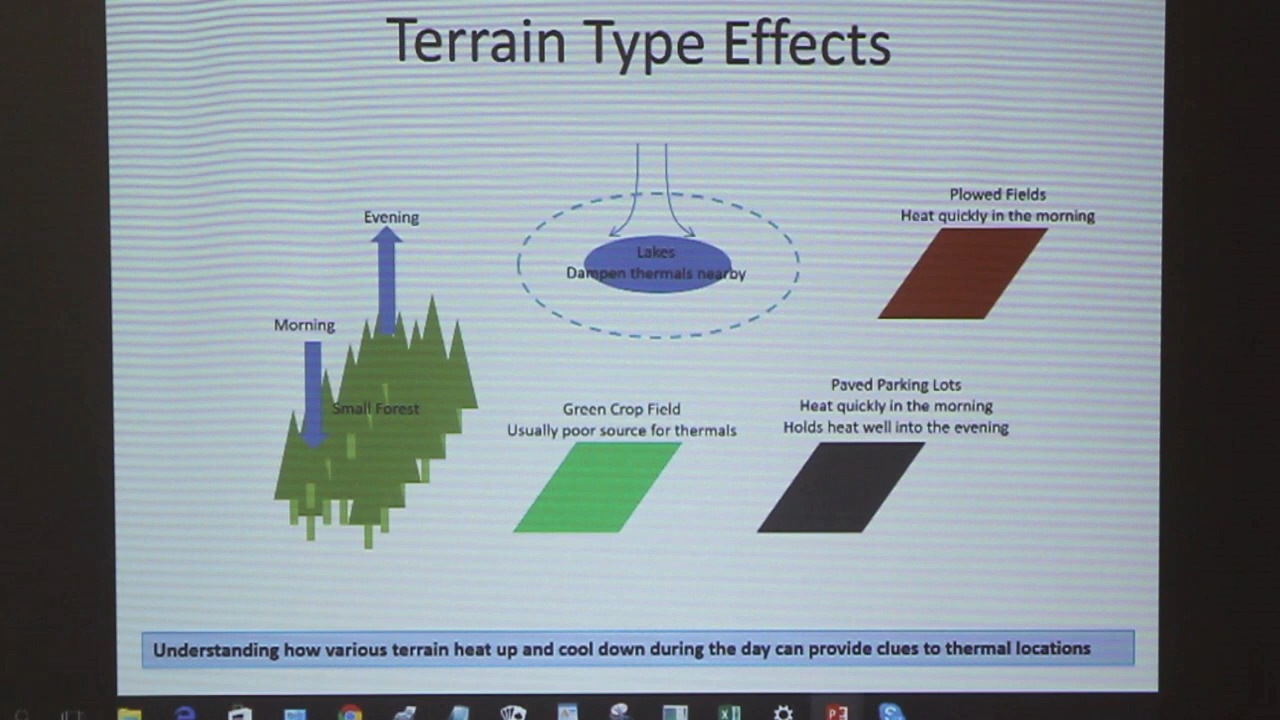 Terrain Type Effects
Plowed Fields
Heat quickly in the morning
Evening
Lakes
Dampen thermals nearby
Morning
Small Forest
Green Crop Field
Usually poor source for thermals
Paved Parking Lots
Heat quickly in the morning
Holds heat well into the evening
Understanding how various terrain heat up and cool down during the day can provide clues to thermal locations